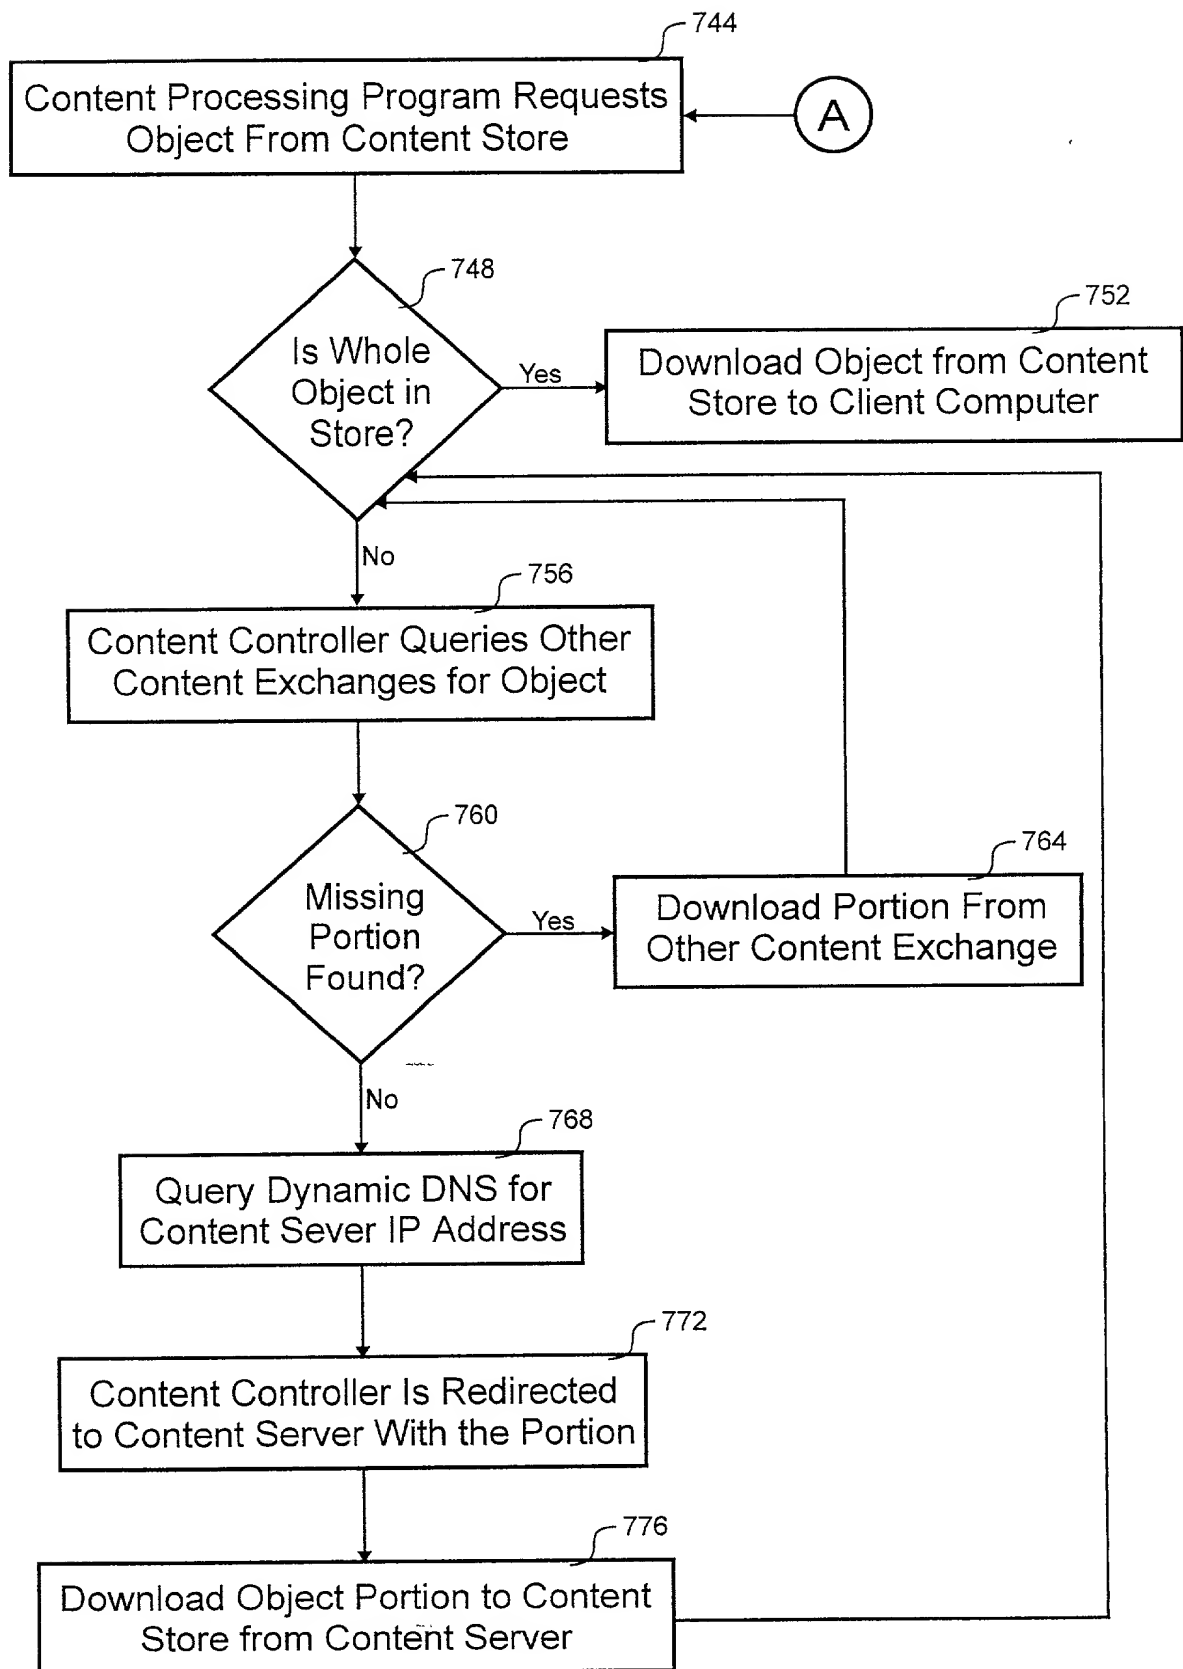 744
Content Processing Program Requests
Object From Content Store
A
748
Is Whole
Object in
Store?
Yes
752
Download Object from Content
Store to Client Computer
No
756
Content Controller Queries Other
Content Exchanges for Object
760
Missing
Portion
Found?
Yes
764
Download Portion From
Other Content Exchange
No
768
Query Dynamic DNS for
Content Sever IP Address
772
Content Controller Is Redirected
to Content Server With the Portion
776
Download Object Portion to Content
Store from Content Server